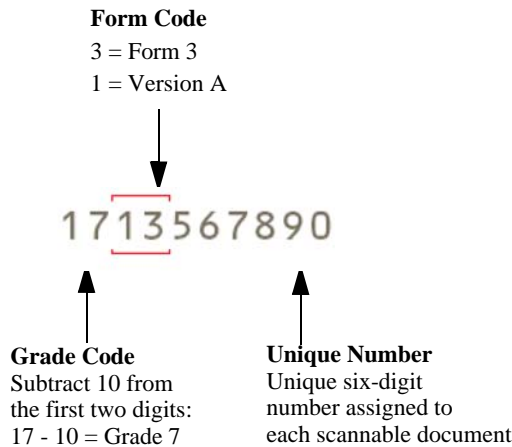 Form Code
3 = Form 3
1 = Version A
1713567890
Grade Code
Subtract 10 from
the first two digits:
17 - 10 = Grade 7
Unique Number
Unique six-digit
number assigned to
each scannable document